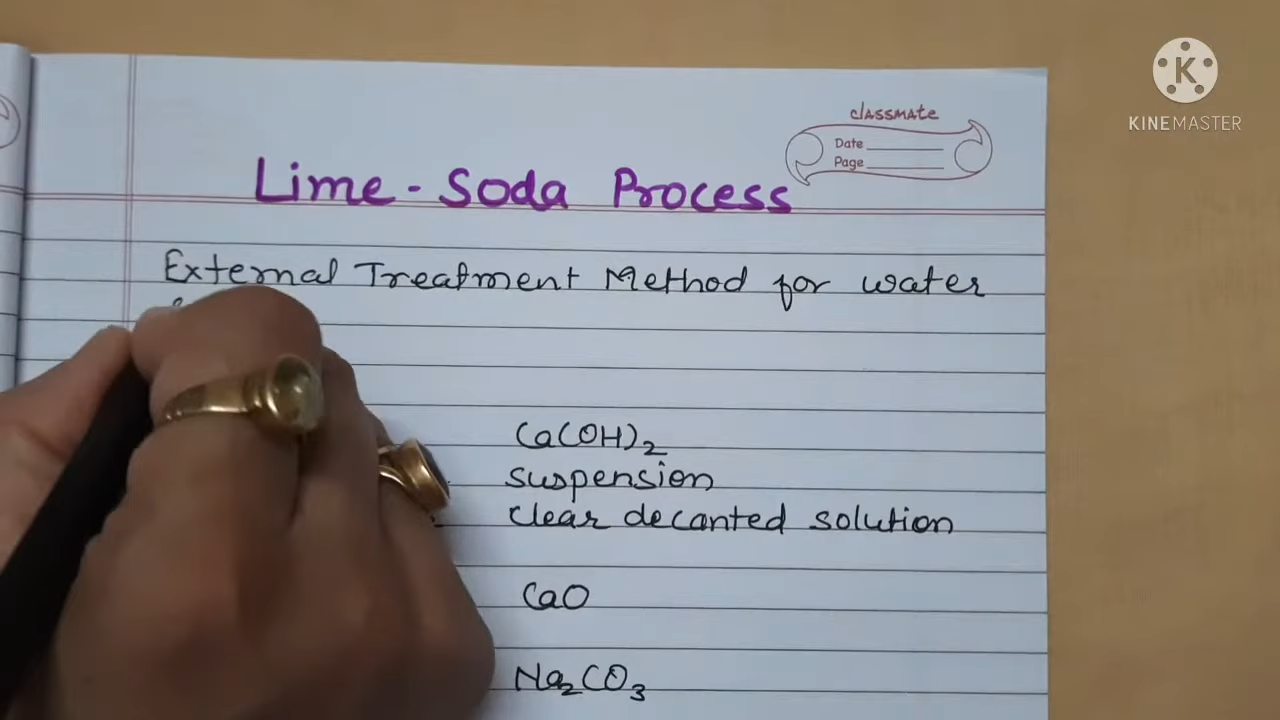 KINEMASTER
classmate
Date
Page
Lime - Soda Process
External Treatment Method for water
Ca(OH)2
suspension
clear decanted solution
CaO
Na2CO3